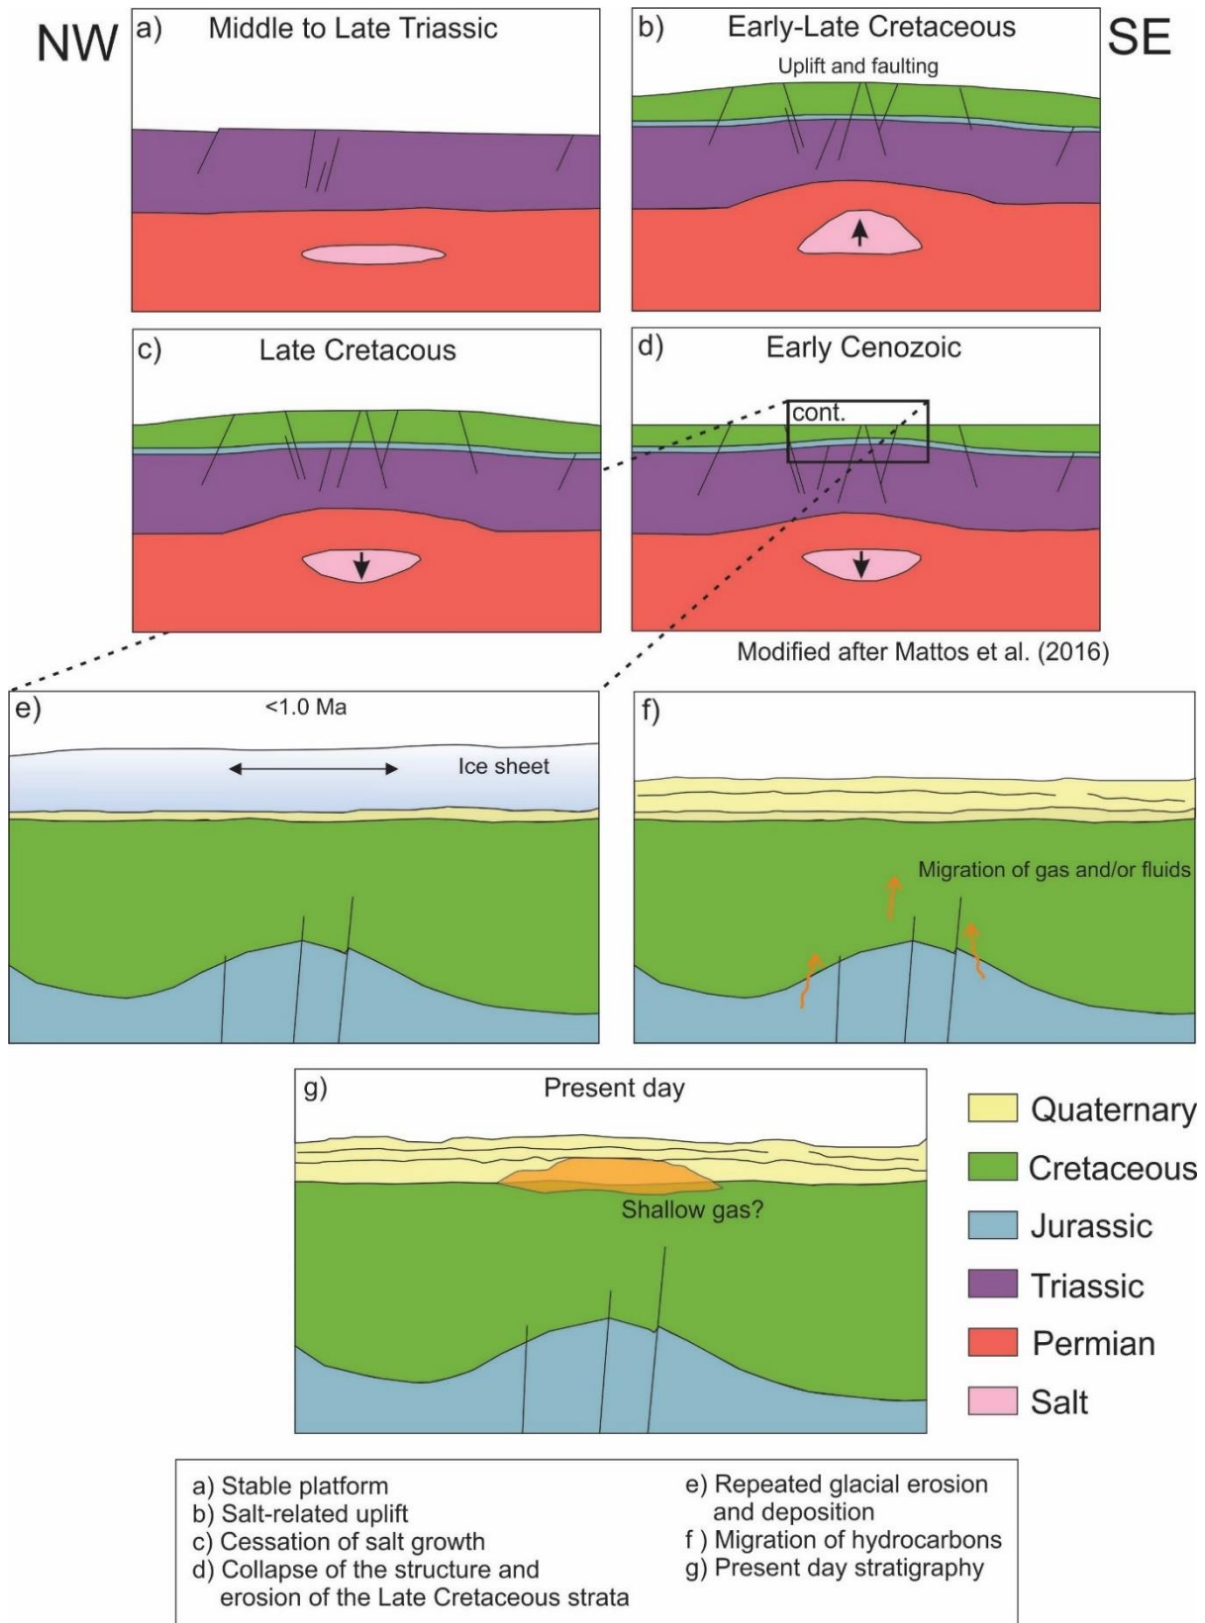 NW
SE
a)
Middle to Late Triassic
b)
Early-Late Cretaceous
Uplift and faulting
c)
Late Cretacous
d)
Early Cenozoic
cont.
Modified after Mattos et al. (2016)
e)
<1.0 Ma
Ice sheet
f)
Migration of gas and/or fluids
g)
Present day
Shallow gas?
Quaternary
Cretaceous
Jurassic
Triassic
Permian
Salt
a) Stable platform
b) Salt-related uplift
c) Cessation of salt growth
d) Collapse of the structure and
erosion of the Late Cretaceous strata
e) Repeated glacial erosion
and deposition
f) Migration of hydrocarbons
g) Present day stratigraphy